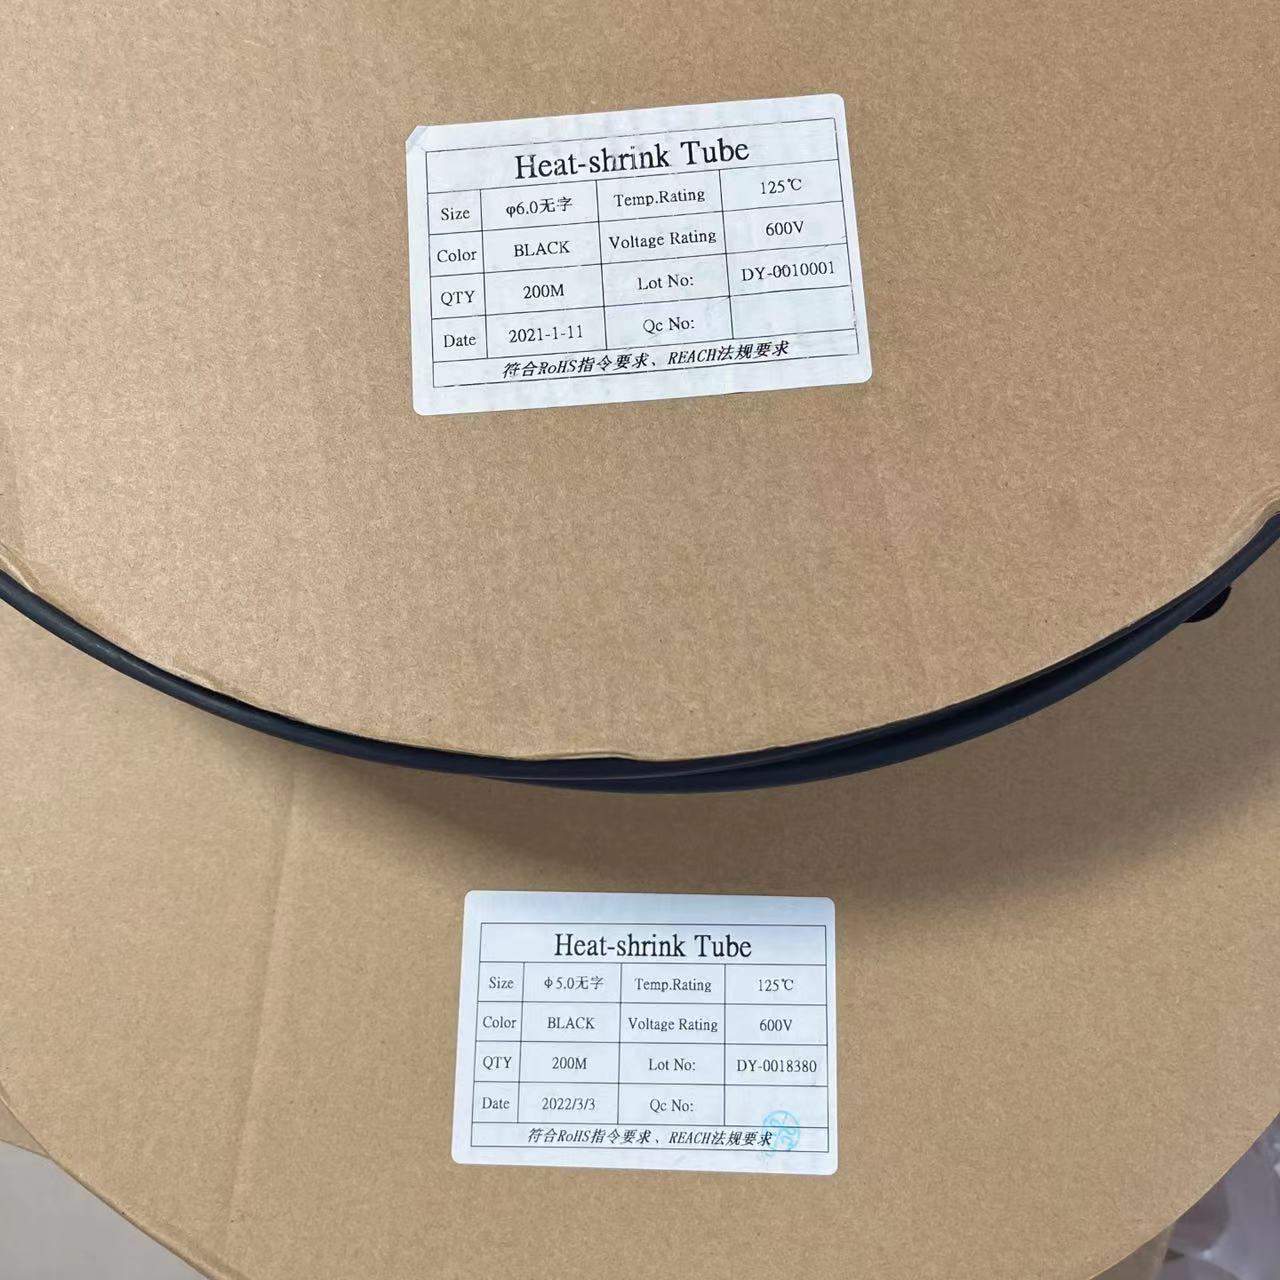 Heat-shrink Tube
Size φ6.0无字 Temp.Rating 125℃
Color BLACK Voltage Rating 600V
QTY 200M Lot No: DY-0010001
Date 2021-1-11 Qc No:
符合RoHS指令要求、REACH法规要求
Heat-shrink Tube
Size φ5.0无字 Temp.Rating 125℃
Color BLACK Voltage Rating 600V
QTY 200M Lot No: DY-0018380
Date 2022/3/3 Qc No:
符合RoHS指令要求、REACH法规要求